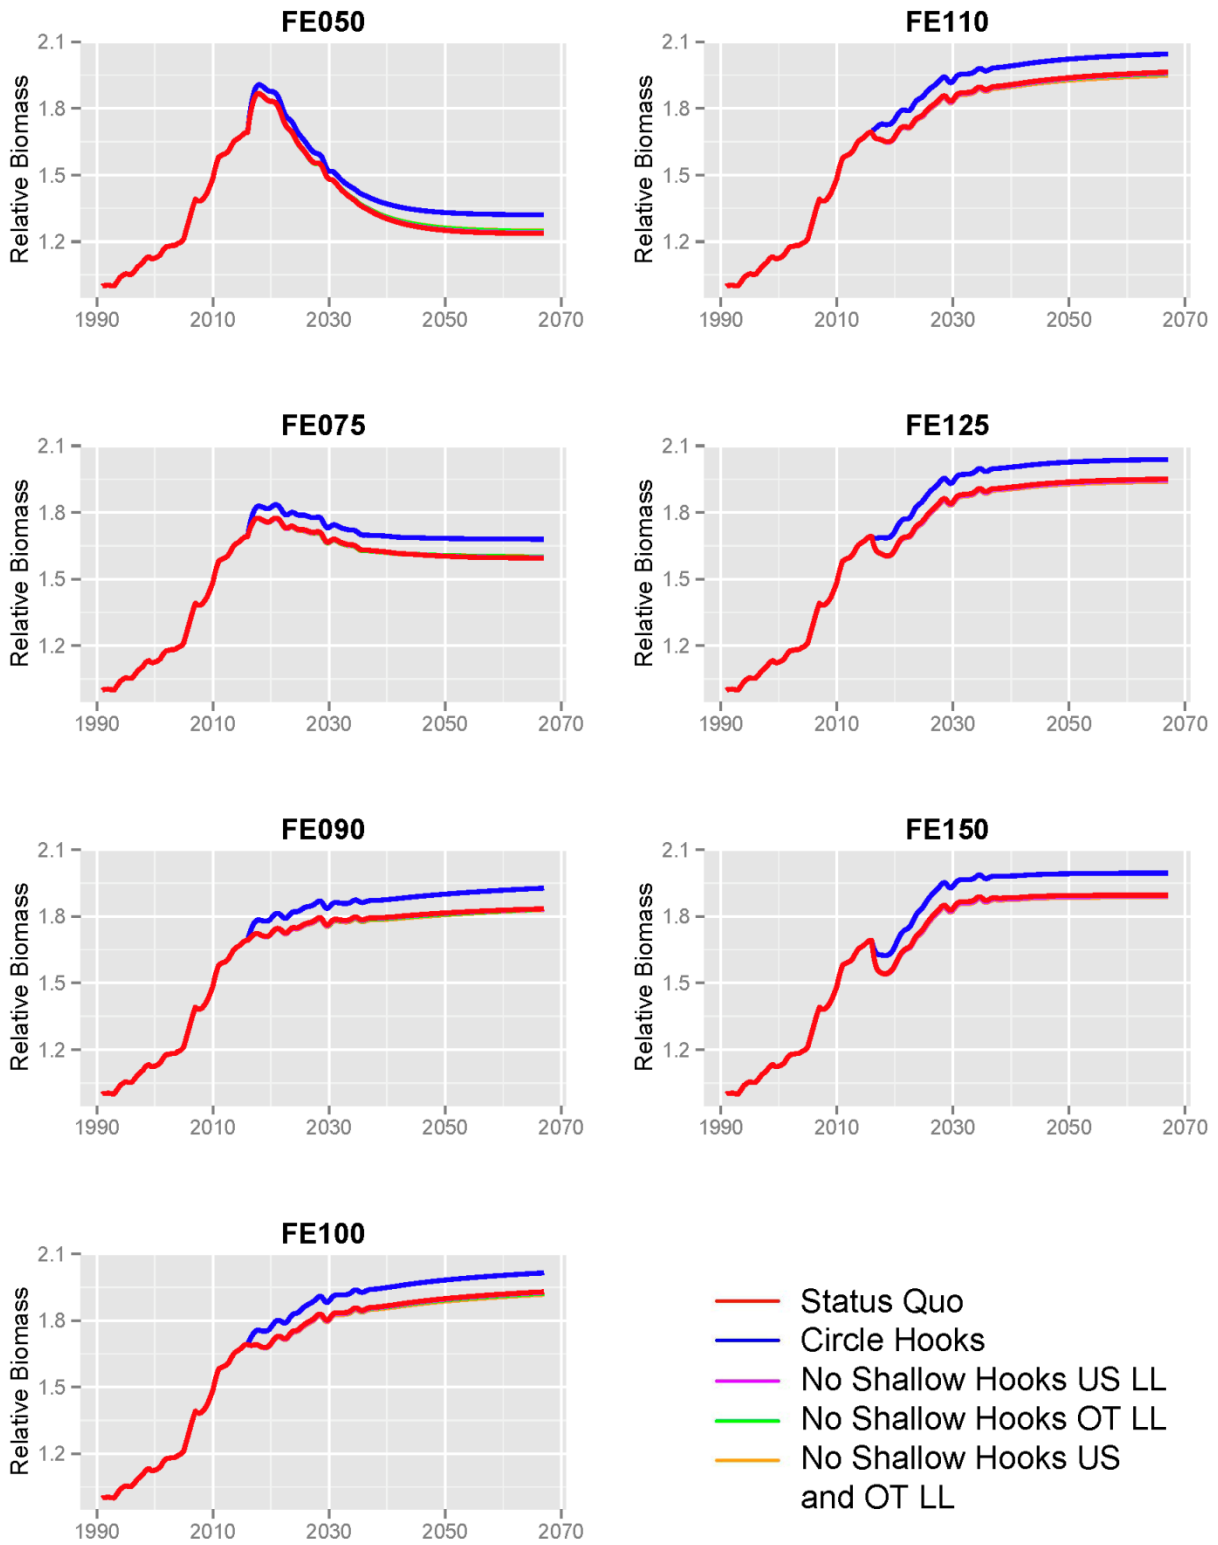 FE050
2.1
1.8
1.5
1.2
Relative Biomass
1990 2010 2030 2050 2070
FE110
2.1
1.8
1.5
1.2
Relative Biomass
1990 2010 2030 2050 2070
FE075
2.1
1.8
1.5
1.2
Relative Biomass
1990 2010 2030 2050 2070
FE125
2.1
1.8
1.5
1.2
Relative Biomass
1990 2010 2030 2050 2070
FE090
2.1
1.8
1.5
1.2
Relative Biomass
1990 2010 2030 2050 2070
FE150
2.1
1.8
1.5
1.2
Relative Biomass
1990 2010 2030 2050 2070
FE100
2.1
1.8
1.5
1.2
Relative Biomass
1990 2010 2030 2050 2070
Status Quo
Circle Hooks
No Shallow Hooks US LL
No Shallow Hooks OT LL
No Shallow Hooks US
and OT LL